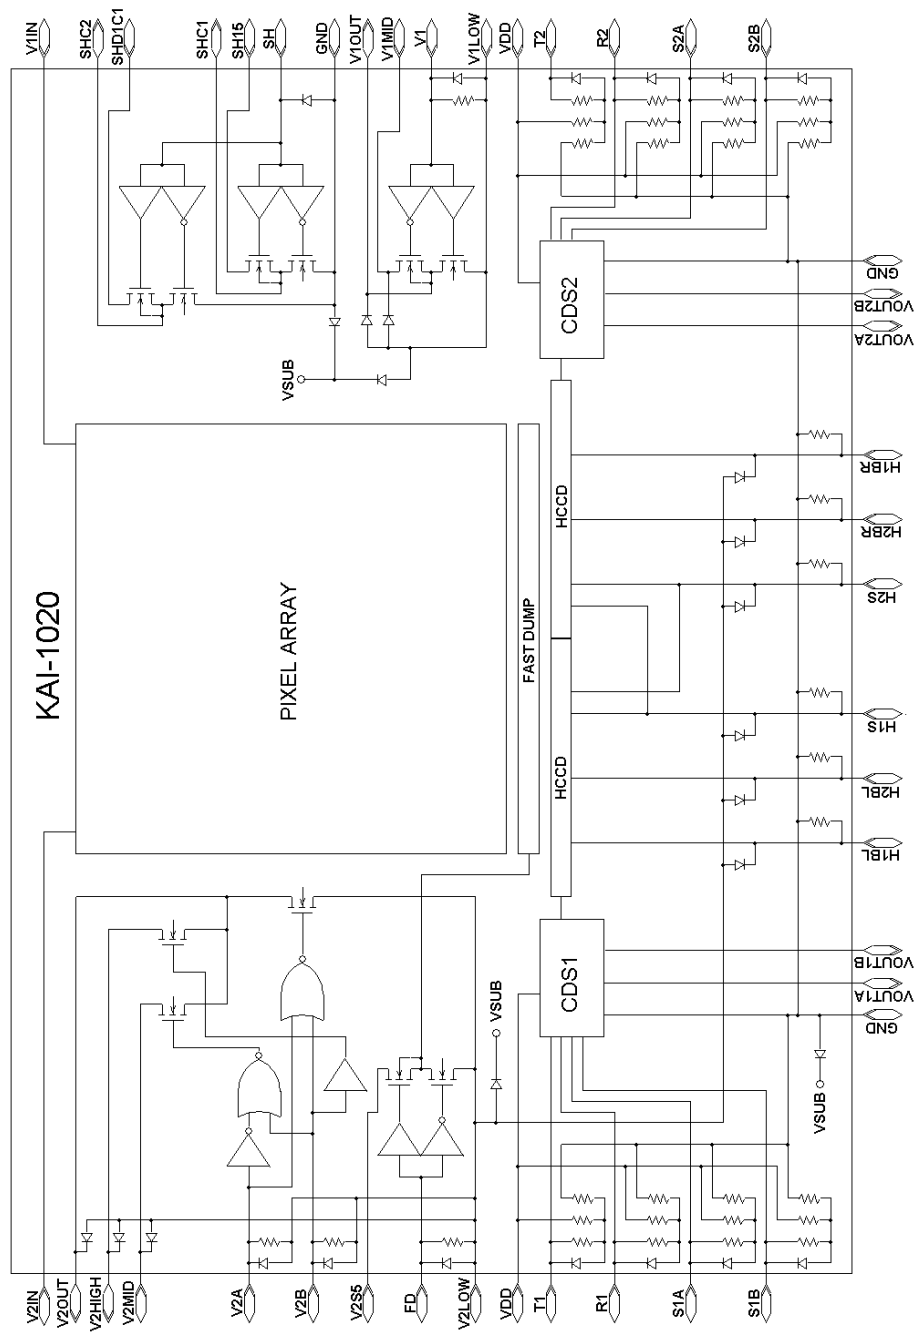 V1IN
SHC2
SHD1C1
SHC1
SH15
SH
GND
V1OUT
V1MID
V1
V1LOW
VDD
T2
R2
S2A
S2B
GND
VOUT2B
VOUT2A
CDS2
VSUB
KAI-1020
PIXEL ARRAY
FAST DUMP
HCCD
HCCD
H1BR
H2BR
H2S
H1S
H2BL
H1BL
CDS1
VOUT1B
VOUT1A
GND
VSUB
VSUB
V2IN
V2OUT
V2HIGH
V2MID
V2A
V2B
V2S5
FD
V2LOW
VDD
T1
R1
S1A
S1B